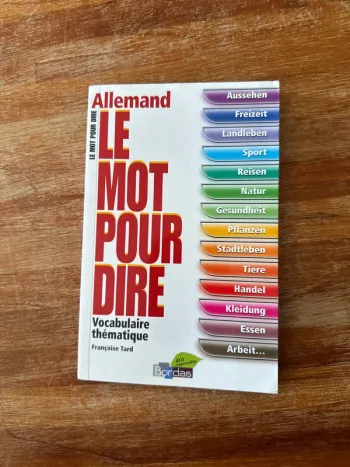 LE MOT POUR DIRE
Allemand
LE
MOT
POUR
DIRE
Vocabulaire
thématique
Françoise Tard
Aussehen
Freizeit
Landleben
Sport
Reisen
Natur
Gesundheit
Pflanzen
Stadtleben
Tiere
Handel
Kleidung
Essen
Arbeit...
Bordas